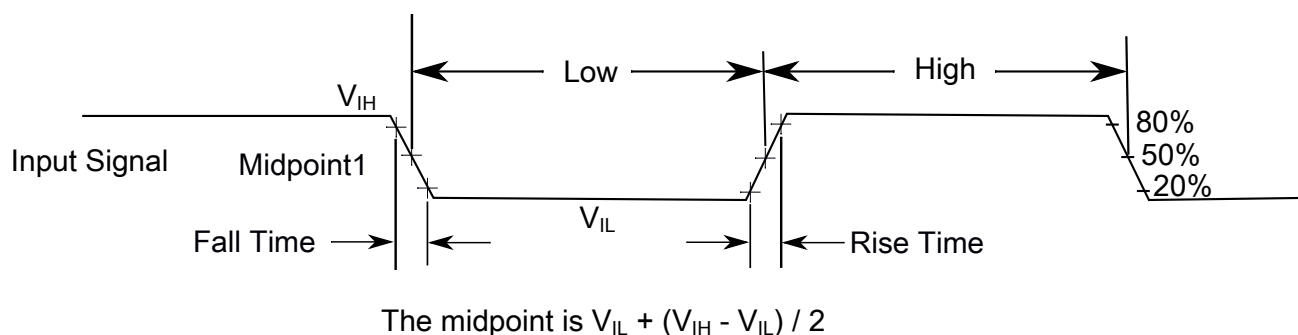 Low
High
VIH
80%
Input Signal
Midpoint1
50%
20%
VIL
Fall Time
Rise Time
The midpoint is VIL + (VIH - VIL) / 2